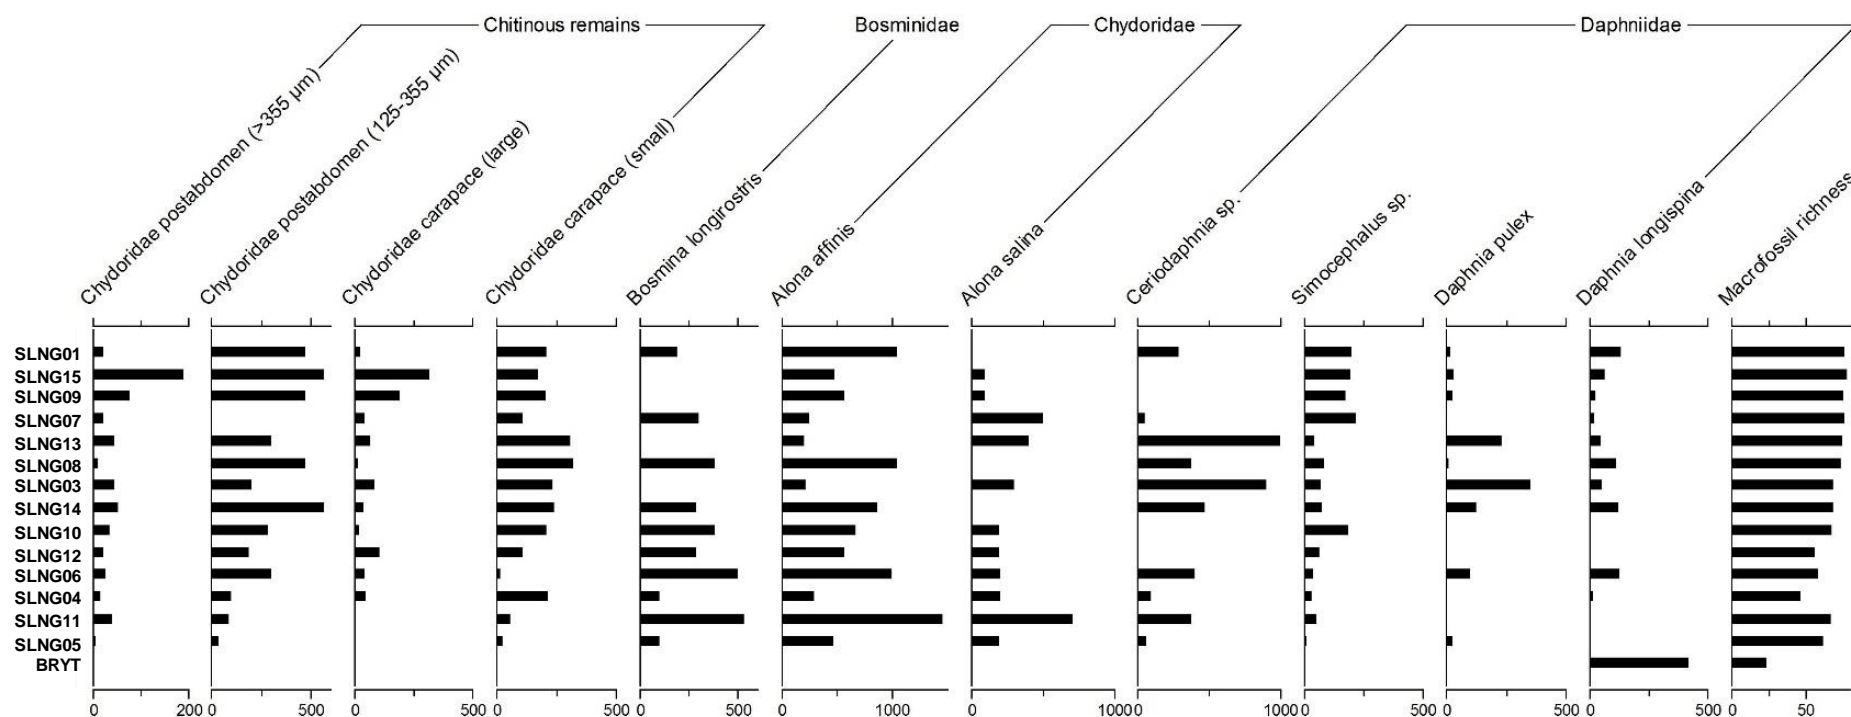 Chitinous remains Bosminidae Chydoridae Daphniidae
Chydoridae postabdomen (>355 µm)
Chydoridae postabdomen (125-355 µm)
Chydoridae carapace (large)
Chydoridae carapace (small)
Bosmina longirostris
Alona affinis
Alona salina
Ceriodaphnia sp.
Simocephalus sp.
Daphnia pulex
Daphnia longispina
Macrofossil richness
SLNG01
SLNG15
SLNG09
SLNG07
SLNG13
SLNG08
SLNG03
SLNG14
SLNG10
SLNG12
SLNG06
SLNG04
SLNG11
SLNG05
BRYT
0 200 0 500 0 500 0 500 0 500 0 1000 0 1000 0 1000 0 500 0 500 0 500 0 50